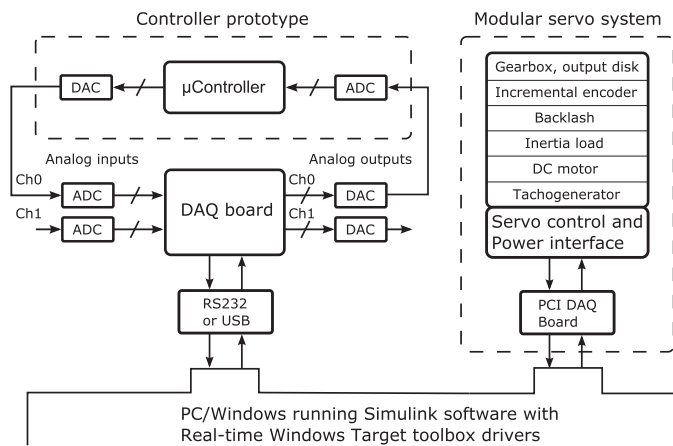 Controller prototype
Modular servo system
DAC
µController
ADC
Gearbox, output disk
Incremental encoder
Backlash
Inertia load
DC motor
Tachogenerator
Servo control and
Power interface
Analog inputs
Analog outputs
Ch0
ADC
DAQ board
Ch0
DAC
Ch1
ADC
Ch1
DAC
RS232
or USB
PCI DAQ
Board
PC/Windows running Simulink software with
Real-time Windows Target toolbox drivers